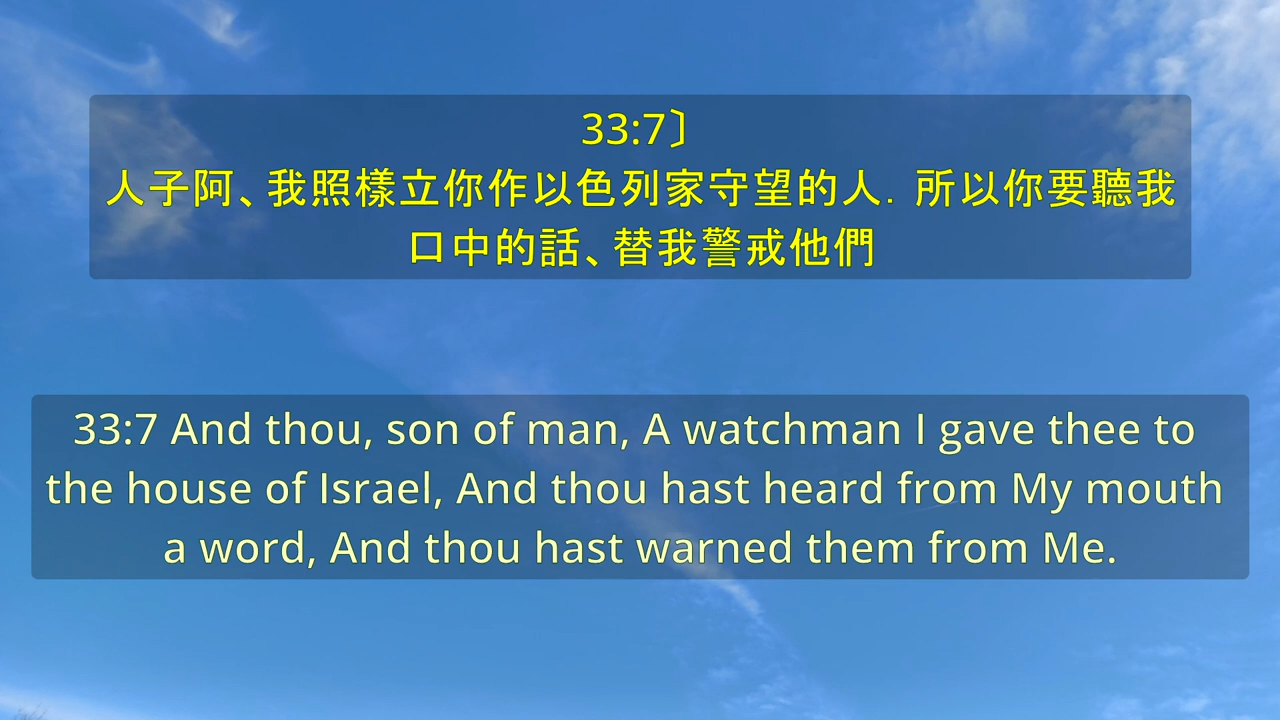 33:7〕
人子阿、我照樣立你作以色列家守望的人．所以你要聽我
口中的話、替我警戒他們
33:7 And thou, son of man, A watchman I gave thee to
the house of Israel, And thou hast heard from My mouth
a word, And thou hast warned them from Me.